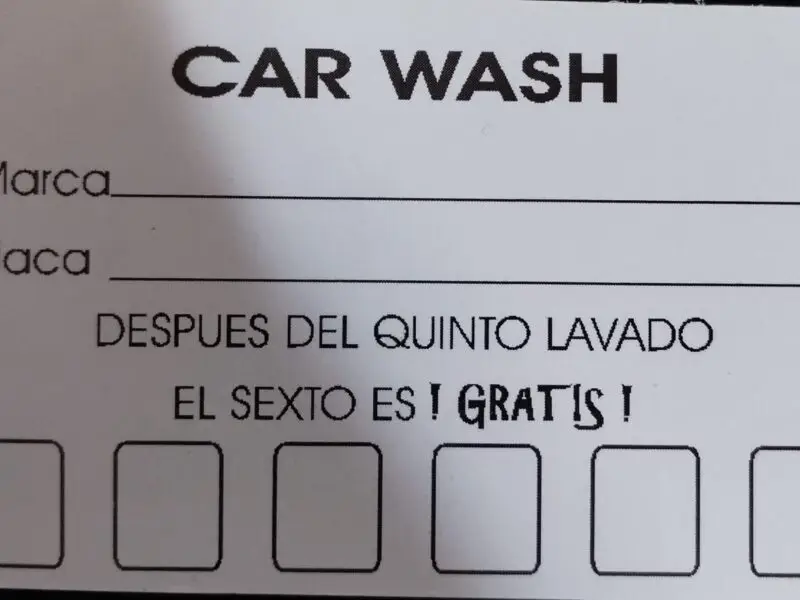 CAR WASH
Marca
laca
DESPUES DEL QUINTO LAVADO
EL SEXTO ES ! GRATIS !